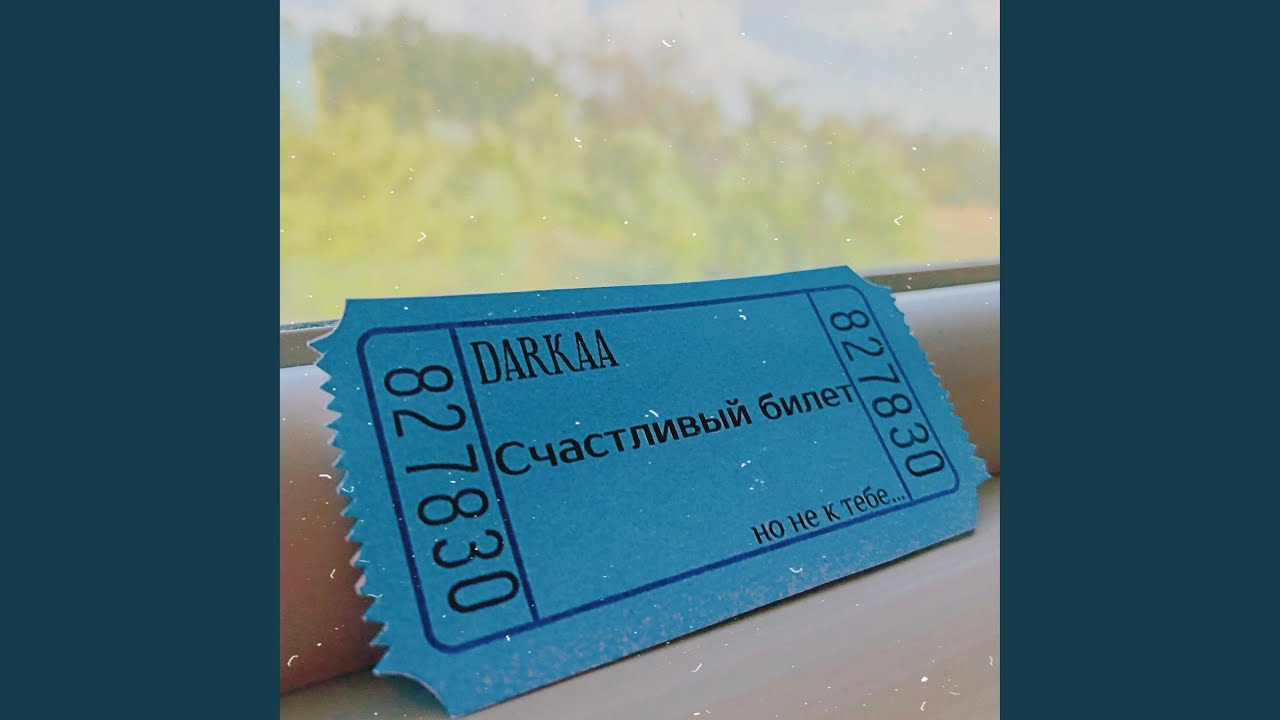 827830
DARKAA
Счастливый билет
но не к тебе...
827830